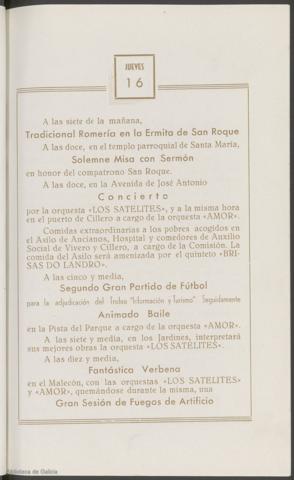 JUEVES
16
A las siete de la mañana,
Tradicional Romería en la Ermita de San Roque
A las doce, en el templo parroquial de Santa María,
Solemne Misa con Sermón
en honor del compatrono San Roque.
A las doce, en la Avenida de José Antonio
Concierto
por la orquesta «LOS SATELITES», y a la misma hora
en el puerto de Cillero a cargo de la orquesta «AMOR».
Comidas extraordinarias a los pobres acogidos en
el Asilo de Ancianos, Hospital y comedores de Auxilio
Social de Vivero y Cillero, a cargo de la Comisión. La
comida del Asilo será amenizada por el quinteto «BRI-
SAS DO LANDRO».
A las cinco y media,
Segundo Gran Partido de Fútbol
para la adjudicación del Trofeo "Información y Turismo" Seguidamente
Animado Baile
en la Pista del Parque a cargo de la orquesta «AMOR».
A las siete y media, en los Jardines, interpretará
sus mejores obras la orquesta «LOS SATELITES».
A las diez y media,
Fantástica Verbena
en el Malecón, con las orquestas «LOS SATELITES»
y «AMOR», quemándose durante la misma, una
Gran Sesión de Fuegos de Artificio
Biblioteca de Galicia